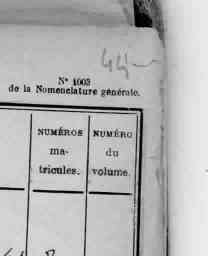 44
N° 1003
de la Nomenclature générale.
NUMÉROS
ma-
tricules.
NUMÉRO
du
volume.